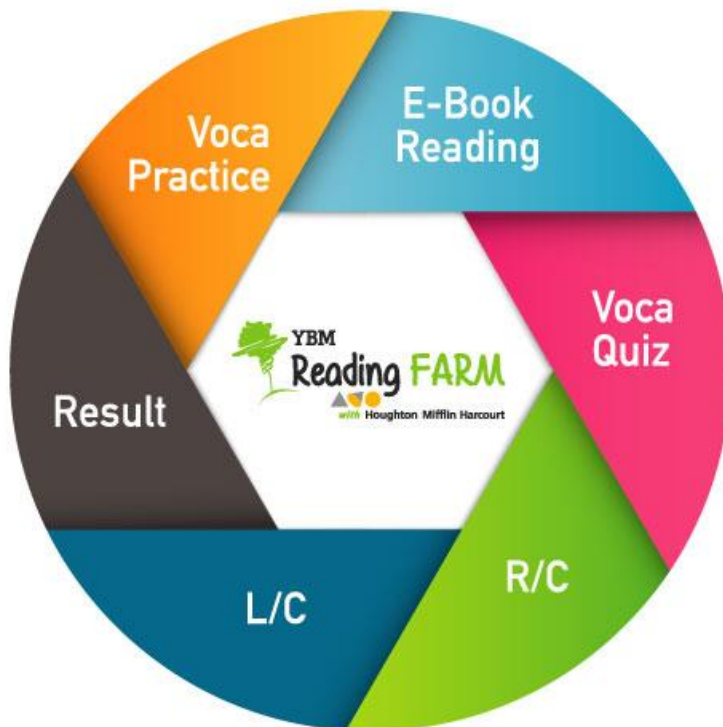 Voca
Practice
E-Book
Reading
Voca
Quiz
R/C
L/C
Result
YBM
Reading FARM
with Houghton Mifflin Harcourt